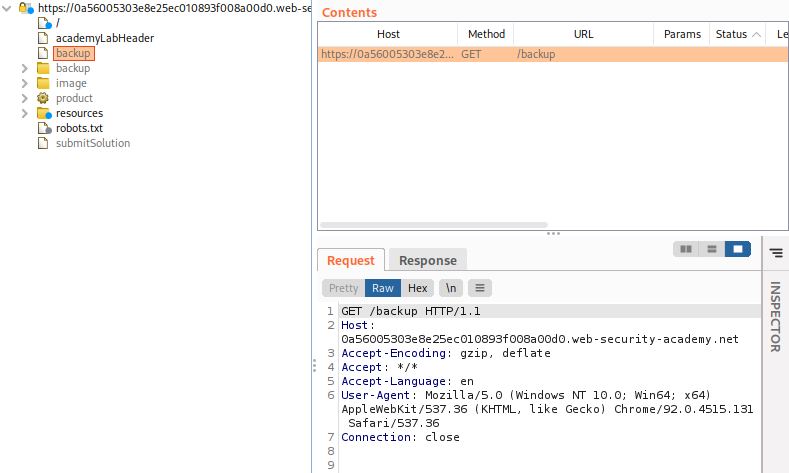 https://0a56005303e8e25ec010893f008a00d0.web-se
/
academyLabHeader
backup
backup
image
product
resources
robots.txt
submitSolution
Contents
Host Method URL Params Status Le
https://0a56005303e8e2... GET /backup
Request Response
Pretty Raw Hex \n
1 GET /backup HTTP/1.1
2 Host:
0a56005303e8e25ec010893f008a00d0.web-security-academy.net
3 Accept-Encoding: gzip, deflate
4 Accept: */*
5 Accept-Language: en
6 User-Agent: Mozilla/5.0 (Windows NT 10.0; Win64; x64)
AppleWebKit/537.36 (KHTML, like Gecko) Chrome/92.0.4515.131
Safari/537.36
7 Connection: close
8
9
INSPECTOR